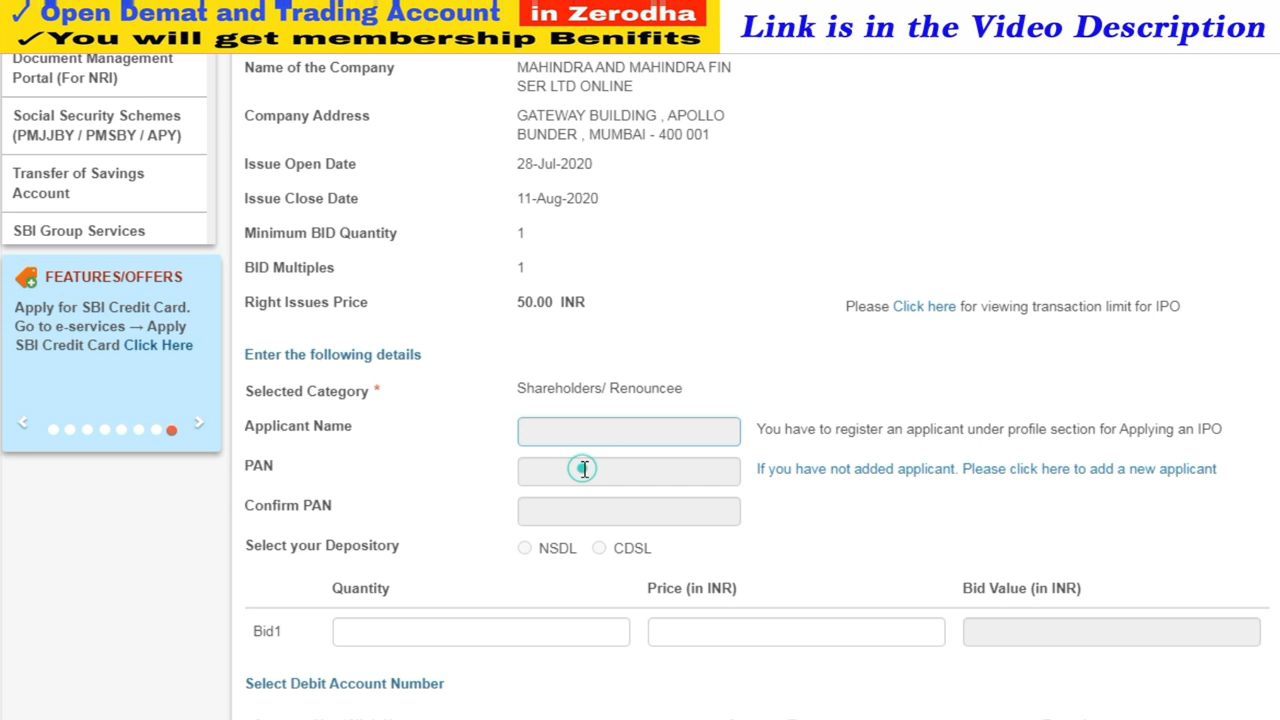 ✓ Open Demat and Trading Account in Zerodha
✓You will get membership Benifits
Link is in the Video Description
Document Management
Portal (For NRI)
Social Security Schemes
(PMJJBY / PMSBY / APY)
Transfer of Savings
Account
SBI Group Services
FEATURES/OFFERS
Apply for SBI Credit Card.
Go to e-services → Apply
SBI Credit Card Click Here
Name of the Company MAHINDRA AND MAHINDRA FIN
SER LTD ONLINE
Company Address GATEWAY BUILDING , APOLLO
BUNDER , MUMBAI - 400 001
Issue Open Date 28-Jul-2020
Issue Close Date 11-Aug-2020
Minimum BID Quantity 1
BID Multiples 1
Right Issues Price 50.00 INR
Please Click here for viewing transaction limit for IPO
Enter the following details
Selected Category * Shareholders/ Renouncee
Applicant Name You have to register an applicant under profile section for Applying an IPO
PAN If you have not added applicant. Please click here to add a new applicant
Confirm PAN
Select your Depository NSDL CDSL
Quantity Price (in INR) Bid Value (in INR)
Bid1
Select Debit Account Number